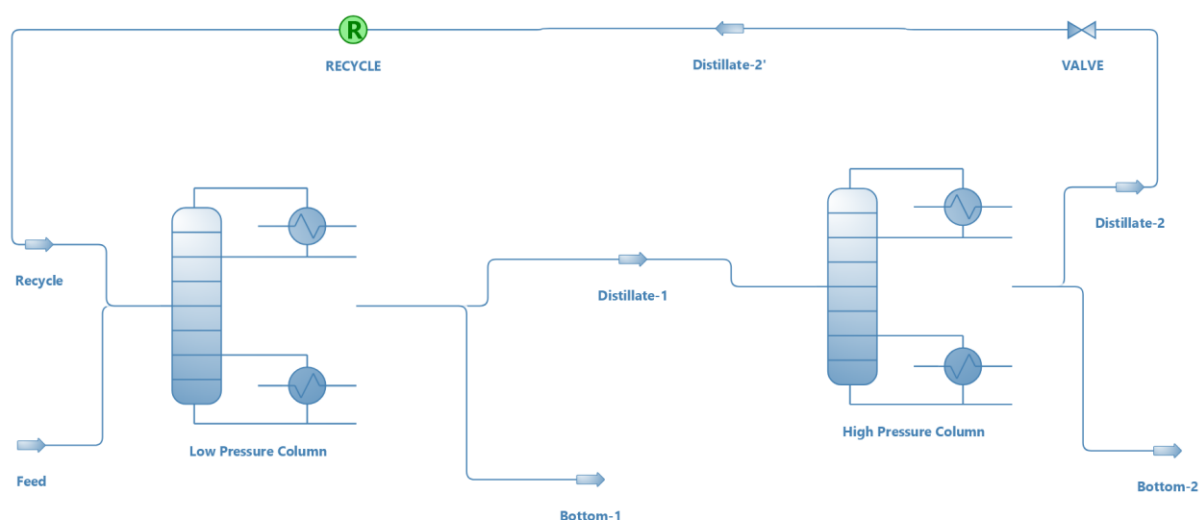 R
RECYCLE
Distillate-2'
VALVE
Distillate-2
Recycle
Distillate-1
Low Pressure Column
High Pressure Column
Feed
Bottom-1
Bottom-2